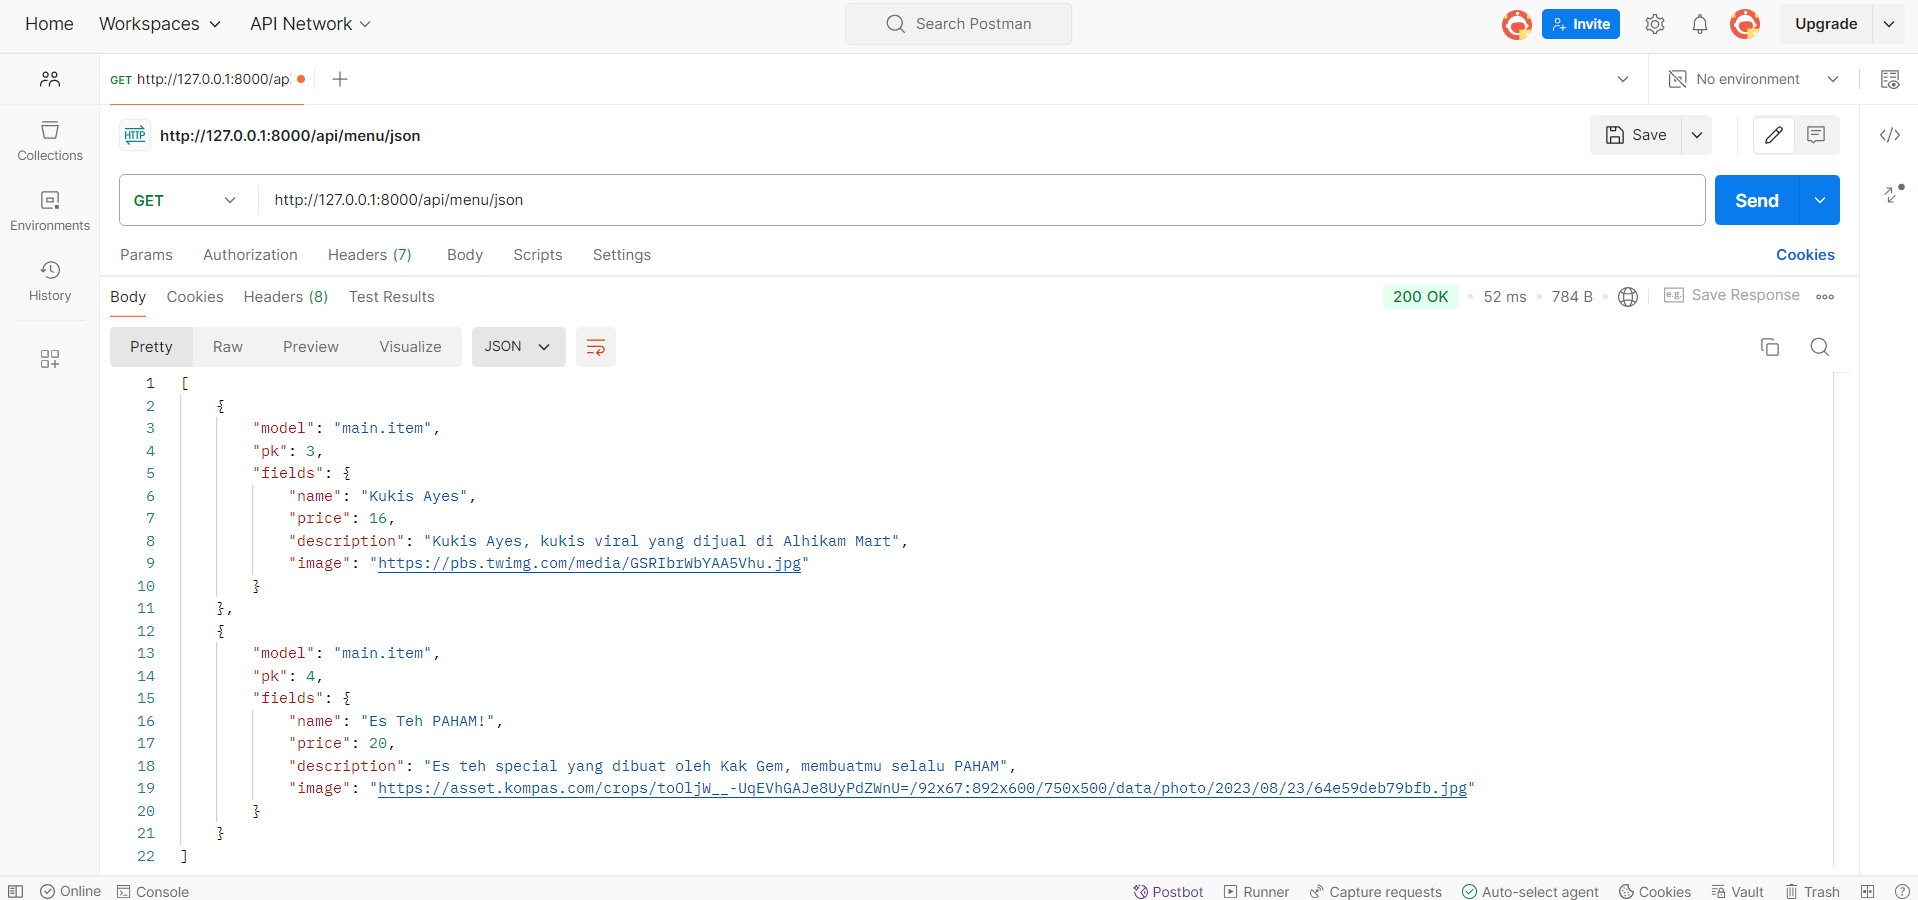 Home Workspaces API Network Search Postman Invite Upgrade
GET http://127.0.0.1:8000/ap No environment
HTTP http://127.0.0.1:8000/api/menu/json Save
Collections
GET http://127.0.0.1:8000/api/menu/json Send
Environments
Params Authorization Headers (7) Body Scripts Settings Cookies
History
Body Cookies Headers (8) Test Results 200 OK 52 ms 784 B e.g. Save Response
Pretty Raw Preview Visualize JSON
1 [
2 {
3 "model": "main.item",
4 "pk": 3,
5 "fields": {
6 "name": "Kukis Ayes",
7 "price": 16,
8 "description": "Kukis Ayes, kukis viral yang dijual di Alhikam Mart",
9 "image": "https://pbs.twimg.com/media/GSRIbrWbYAA5Vhu.jpg"
10 }
11 },
12 {
13 "model": "main.item",
14 "pk": 4,
15 "fields": {
16 "name": "Es Teh PAHAM!",
17 "price": 20,
18 "description": "Es teh special yang dibuat oleh Kak Gem, membuatmu selalu PAHAM",
19 "image": "https://asset.kompas.com/crops/toOljW__-UqEVhGAJe8UyPdZWnU=/92x67:892x600/750x500/data/photo/2023/08/23/64e59deb79bfb.jpg"
20 }
21 }
22 ]
Online Console Postbot Runner Capture requests Auto-select agent Cookies Vault Trash